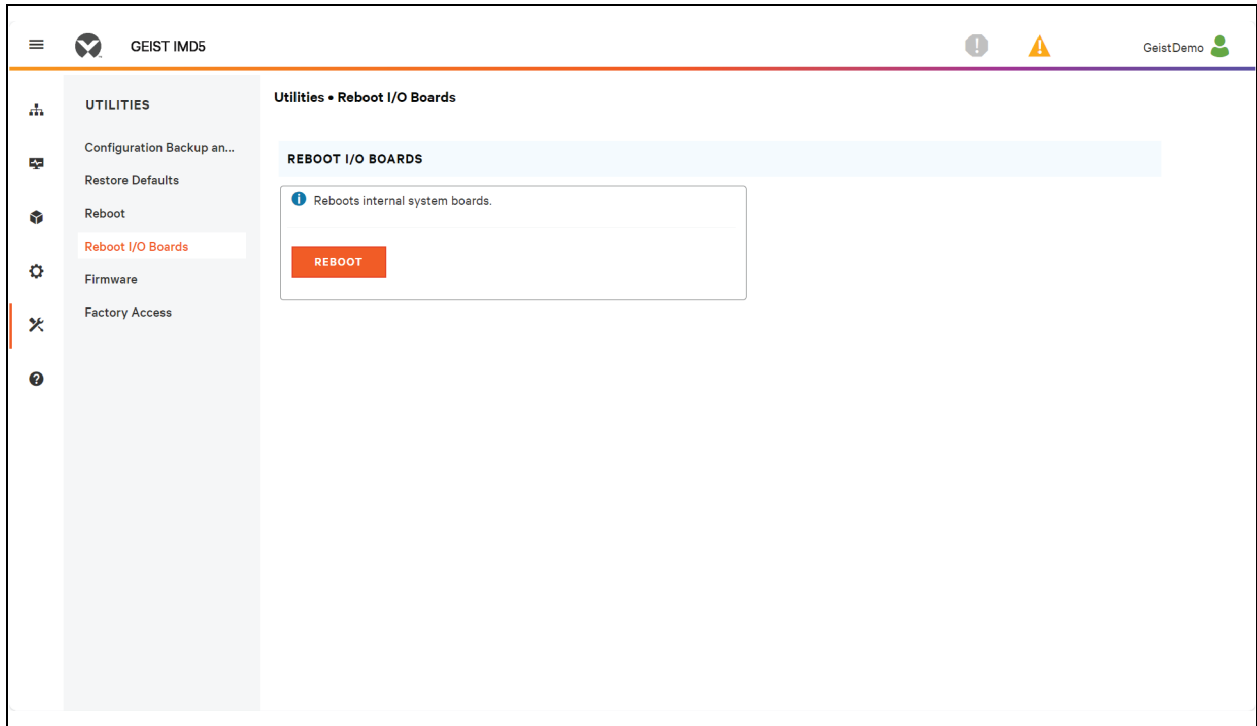 GEIST IMD5
GeistDemo
UTILITIES
Configuration Backup an...
Restore Defaults
Reboot
Reboot I/O Boards
Firmware
Factory Access
Utilities • Reboot I/O Boards
REBOOT I/O BOARDS
Reboots internal system boards.
REBOOT